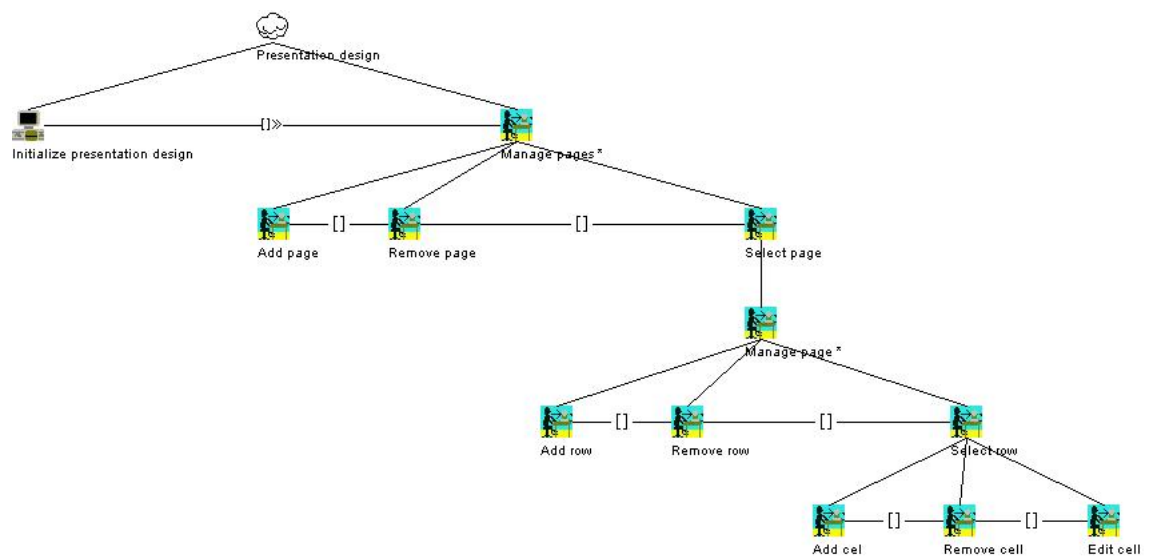 Presentation design
[]»
Initialize presentation design
Manage pages*
[]
[]
Add page
Remove page
Select page
Manage page*
[]
[]
Add row
Remove row
Select row
[]
[]
Add cel
Remove cell
Edit cell